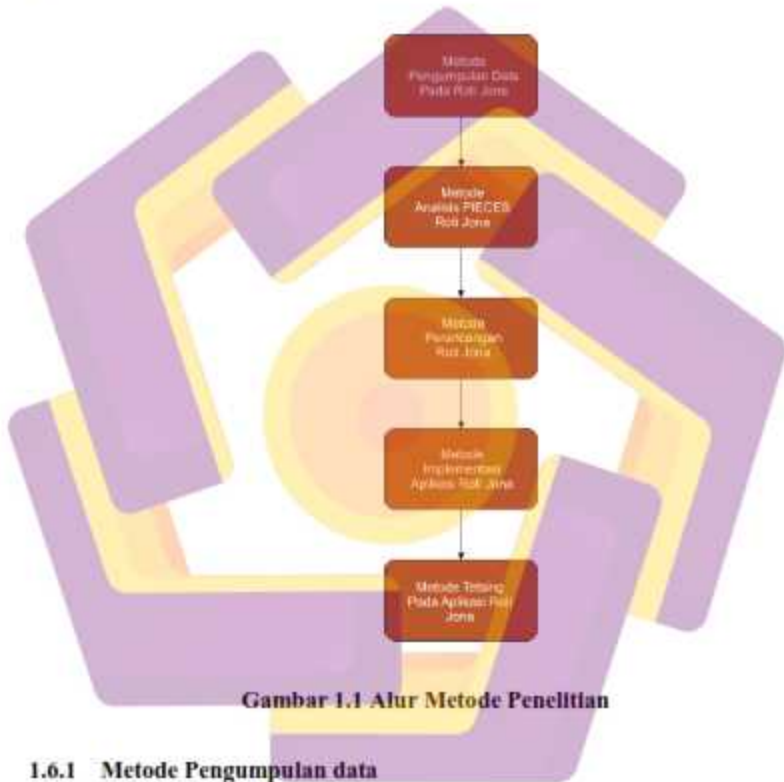 Metode
Pengumpulan Data
Pada Roti Jona
Metode
Analisis PIECES
Roti Jona
Metode
Perancangan
Roti Jona
Metode
Implementasi
Aplikasi Roti Jona
Metode Tetsing
Pada Aplikasi Roti
Jona
Gambar 1.1 Alur Metode Penelitian
1.6.1 Metode Pengumpulan data